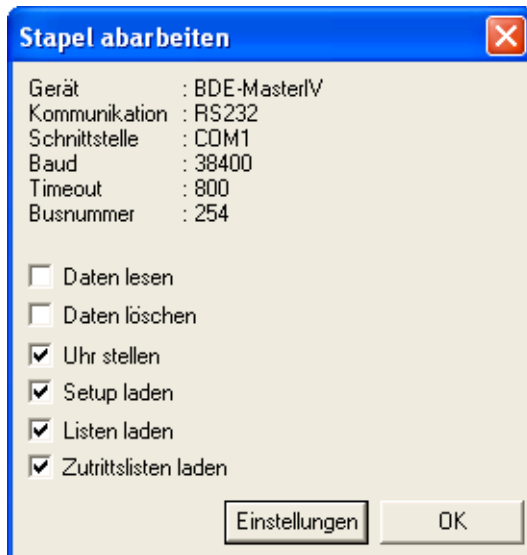 Stapel abarbeiten
Gerät : BDE-MasterIV
Kommunikation : RS232
Schnittstelle : COM1
Baud : 38400
Timeout : 800
Busnummer : 254
Daten lesen
Daten löschen
Uhr stellen
Setup laden
Listen laden
Zutrittslisten laden
Einstellungen OK